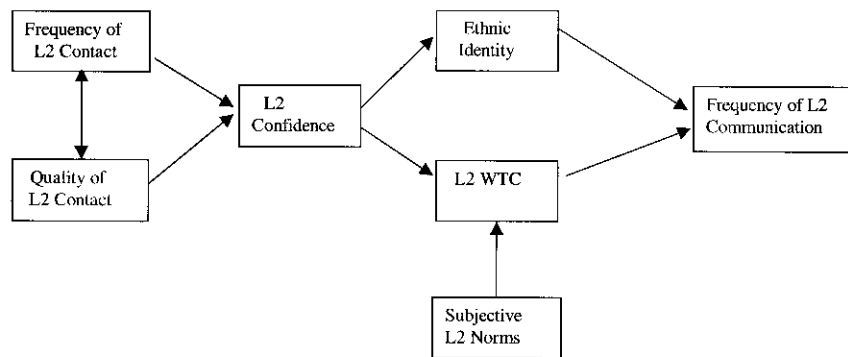 Frequency of
L2 Contact
Ethnic
Identity
L2
Confidence
Frequency of L2
Communication
Quality of
L2 Contact
L2 WTC
Subjective
L2 Norms